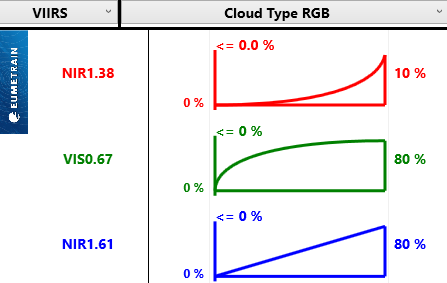 VIIRS
Cloud Type RGB
EUMETRAIN
<= 0.0 %
NIR1.38
10 %
0 %
<= 0 %
VIS0.67
80 %
0 %
<= 0 %
NIR1.61
80 %
0 %